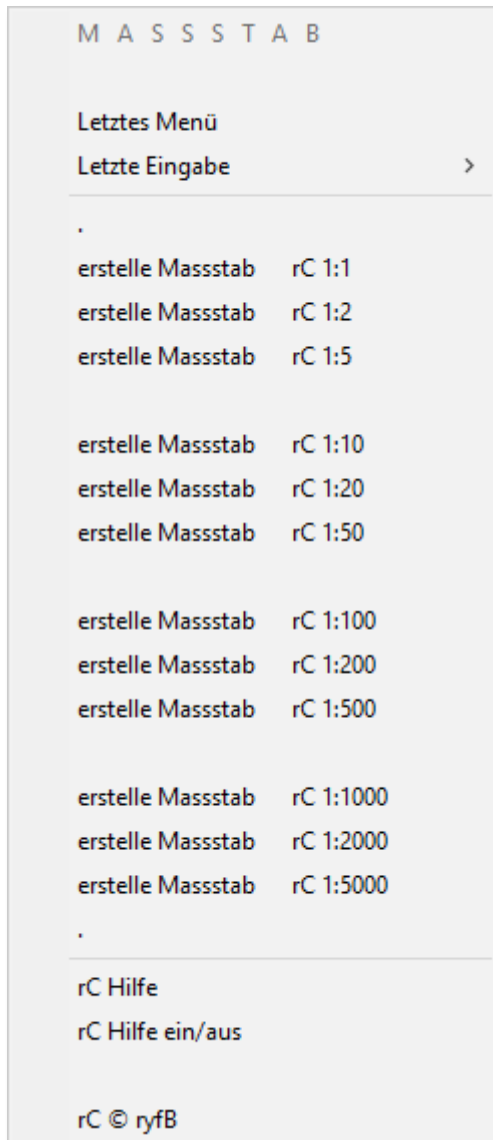 M A S S S T A B
Letztes Menü
Letzte Eingabe >
.
erstelle Massstab rC 1:1
erstelle Massstab rC 1:2
erstelle Massstab rC 1:5
erstelle Massstab rC 1:10
erstelle Massstab rC 1:20
erstelle Massstab rC 1:50
erstelle Massstab rC 1:100
erstelle Massstab rC 1:200
erstelle Massstab rC 1:500
erstelle Massstab rC 1:1000
erstelle Massstab rC 1:2000
erstelle Massstab rC 1:5000
.
rC Hilfe
rC Hilfe ein/aus
rC © ryfB